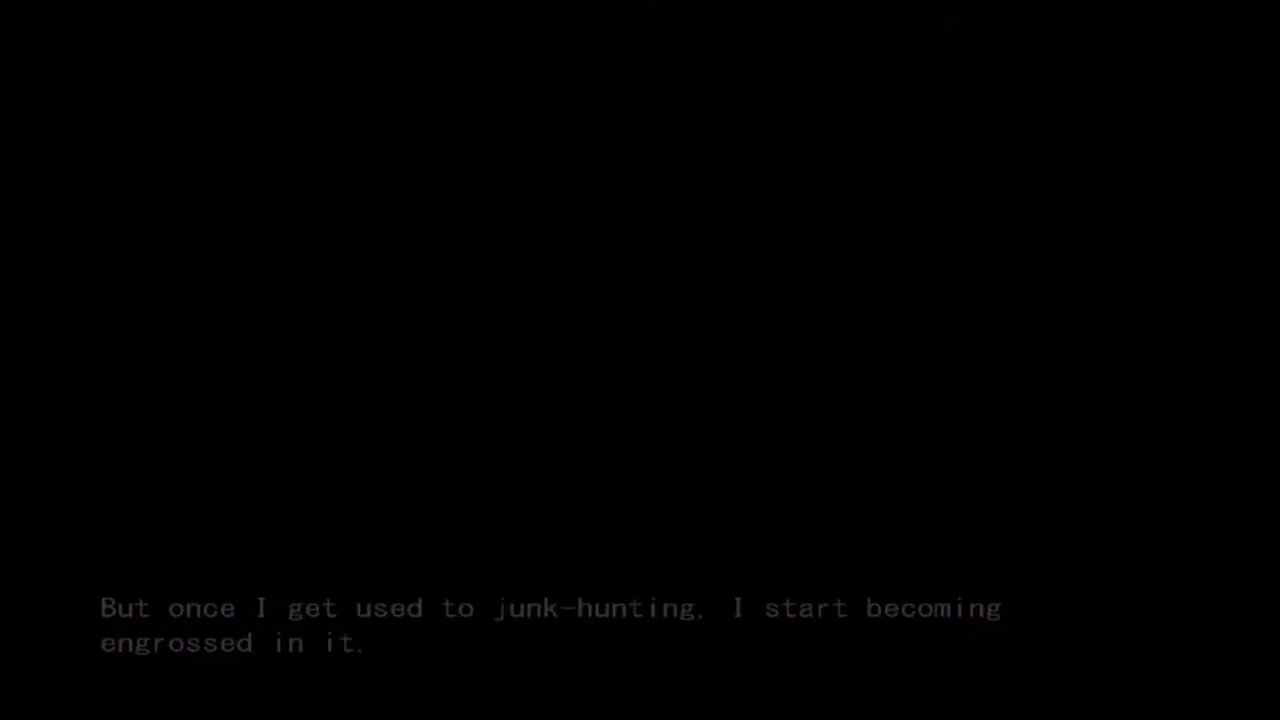 But once I get used to junk-hunting, I start becoming
engrossed in it.